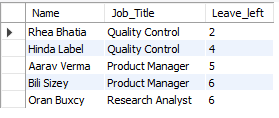 Name Job_Title Leave_left
Rhea Bhatia Quality Control 2
Hinda Label Quality Control 4
Aarav Verma Product Manager 5
Bili Sizey Product Manager 6
Oran Buxcy Research Analyst 6